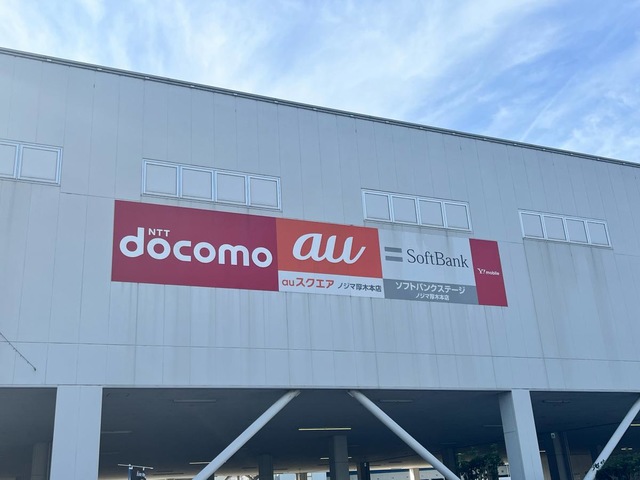 NTT
docomo
au
auスクエア ノジマ厚木本店
SoftBank
ソフトバンクステージ
ノジマ厚木本店
Y!mobile